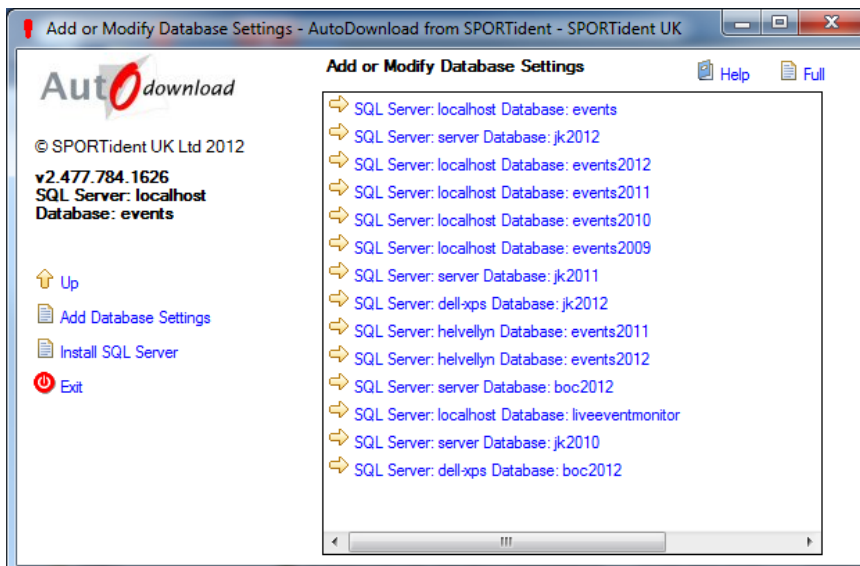 Add or Modify Database Settings - AutoDownload from SPORTident - SPORTident UK
AutOdownload
© SPORTident UK Ltd 2012
v2.477.784.1626
SQL Server: localhost
Database: events
Up
Add Database Settings
Install SQL Server
Exit
Add or Modify Database Settings
Help
Full
SQL Server: localhost Database: events
SQL Server: server Database: jk2012
SQL Server: localhost Database: events2012
SQL Server: localhost Database: events2011
SQL Server: localhost Database: events2010
SQL Server: localhost Database: events2009
SQL Server: server Database: jk2011
SQL Server: dell-xps Database: jk2012
SQL Server: helvellyn Database: events2011
SQL Server: helvellyn Database: events2012
SQL Server: server Database: boc2012
SQL Server: localhost Database: liveeventmonitor
SQL Server: server Database: jk2010
SQL Server: dell-xps Database: boc2012